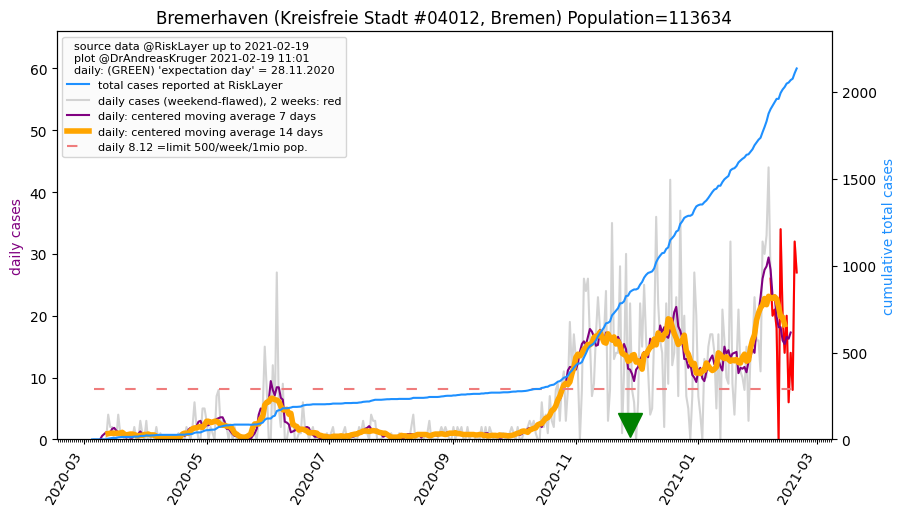 Bremerhaven (Kreisfreie Stadt #04012, Bremen) Population=113634
source data @RiskLayer up to 2021-02-19
plot @DrAndreasKruger 2021-02-19 11:01
daily: (GREEN) 'expectation day' = 28.11.2020
total cases reported at RiskLayer
daily cases (weekend-flawed), 2 weeks: red
daily: centered moving average 7 days
daily: centered moving average 14 days
daily 8.12 =limit 500/week/1mio pop.
daily cases
60
50
40
30
20
10
0
cumulative total cases
2000
1500
1000
500
0
2020-03
2020-05
2020-07
2020-09
2020-11
2021-01
2021-03